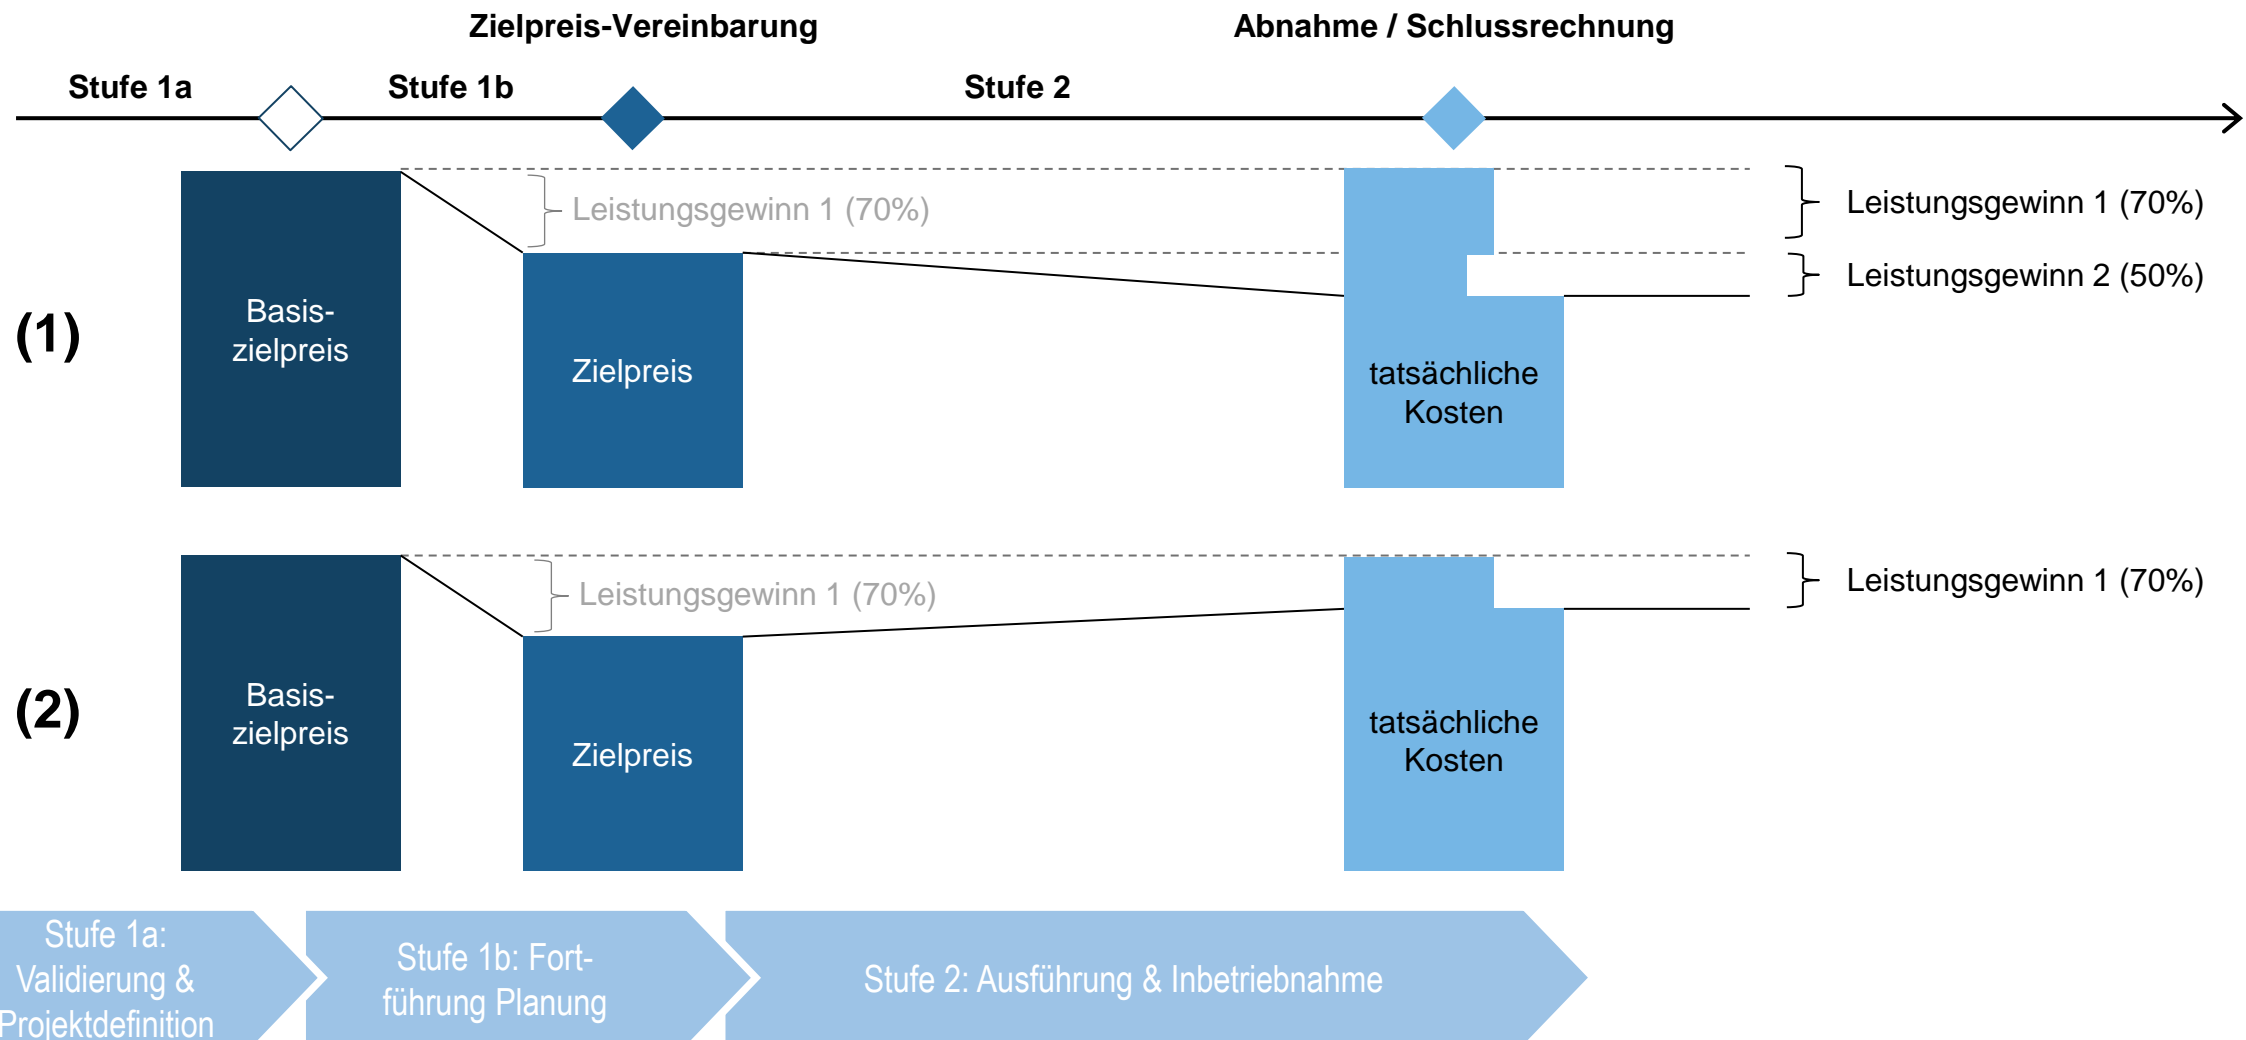 Zielpreis-Vereinbarung
Abnahme / Schlussrechnung
Stufe 1a
Stufe 1b
Stufe 2
(1)
Basis-
zielpreis
Leistungsgewinn 1 (70%)
Zielpreis
tatsächliche
Kosten
Leistungsgewinn 1 (70%)
Leistungsgewinn 2 (50%)
(2)
Basis-
zielpreis
Leistungsgewinn 1 (70%)
Zielpreis
tatsächliche
Kosten
Leistungsgewinn 1 (70%)
Stufe 1a:
Validierung &
Projektdefinition
Stufe 1b: Fort-
führung Planung
Stufe 2: Ausführung & Inbetriebnahme